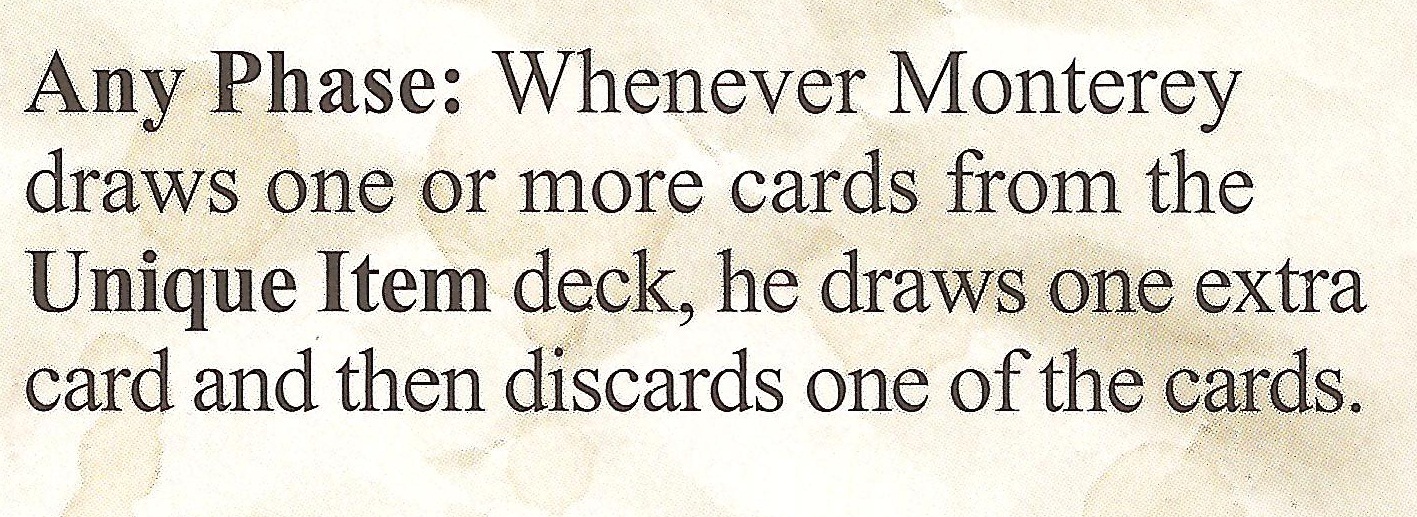 Any Phase: Whenever Monterey
draws one or more cards from the
Unique Item deck, he draws one extra
card and then discards one of the cards.